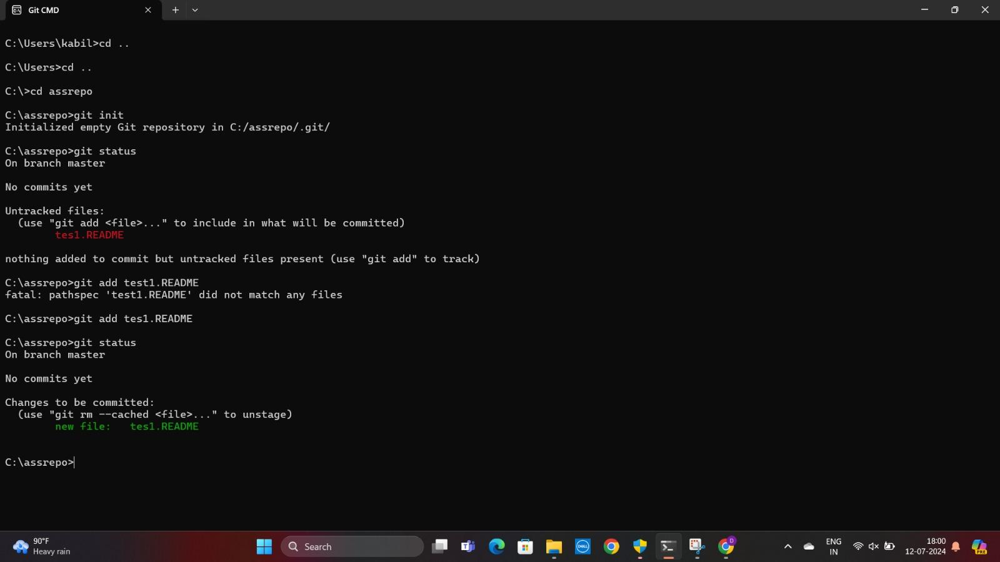 Git CMD
C:\Users\kabil>cd ..
C:\Users>cd ..
C:\>cd assrepo
C:\assrepo>git init
Initialized empty Git repository in C:/assrepo/.git/
C:\assrepo>git status
On branch master
No commits yet
Untracked files:
  (use "git add <file>..." to include in what will be committed)
        tes1.README
nothing added to commit but untracked files present (use "git add" to track)
C:\assrepo>git add test1.README
fatal: pathspec 'test1.README' did not match any files
C:\assrepo>git add tes1.README
C:\assrepo>git status
On branch master
No commits yet
Changes to be committed:
  (use "git rm --cached <file>..." to unstage)
        new file:   tes1.README
C:\assrepo>
90°F
Heavy rain
Search
DELL
D
ENG
IN
18:00
12-07-2024
PRE